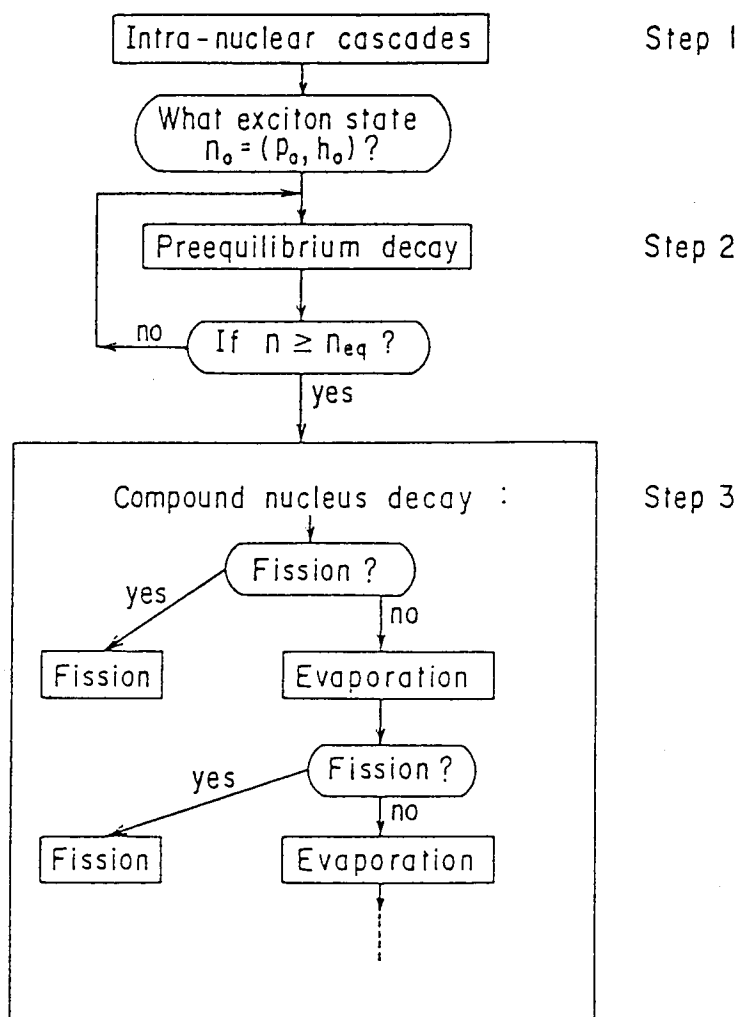 Intra-nuclear cascades
Step 1
What exciton state
n₀ = (p₀, h₀) ?
Preequilibrium decay
Step 2
no
If n ≥ neq ?
yes
Compound nucleus decay :
Step 3
Fission ?
yes
no
Fission
Evaporation
Fission ?
yes
no
Fission
Evaporation